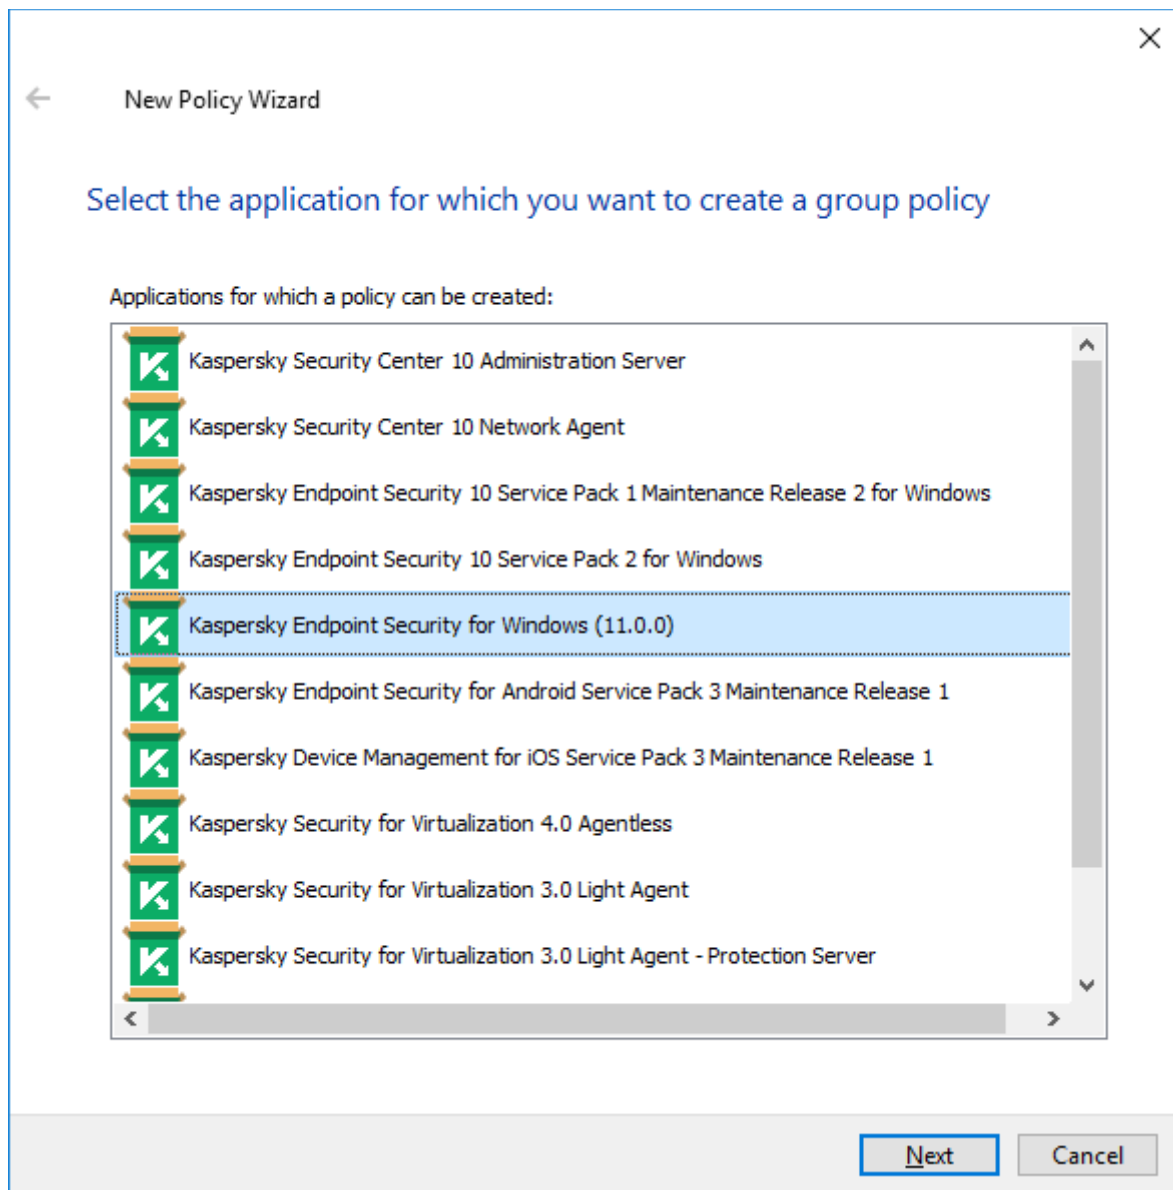 New Policy Wizard
Select the application for which you want to create a group policy
Applications for which a policy can be created:
Kaspersky Security Center 10 Administration Server
Kaspersky Security Center 10 Network Agent
Kaspersky Endpoint Security 10 Service Pack 1 Maintenance Release 2 for Windows
Kaspersky Endpoint Security 10 Service Pack 2 for Windows
Kaspersky Endpoint Security for Windows (11.0.0)
Kaspersky Endpoint Security for Android Service Pack 3 Maintenance Release 1
Kaspersky Device Management for iOS Service Pack 3 Maintenance Release 1
Kaspersky Security for Virtualization 4.0 Agentless
Kaspersky Security for Virtualization 3.0 Light Agent
Kaspersky Security for Virtualization 3.0 Light Agent - Protection Server
Next Cancel